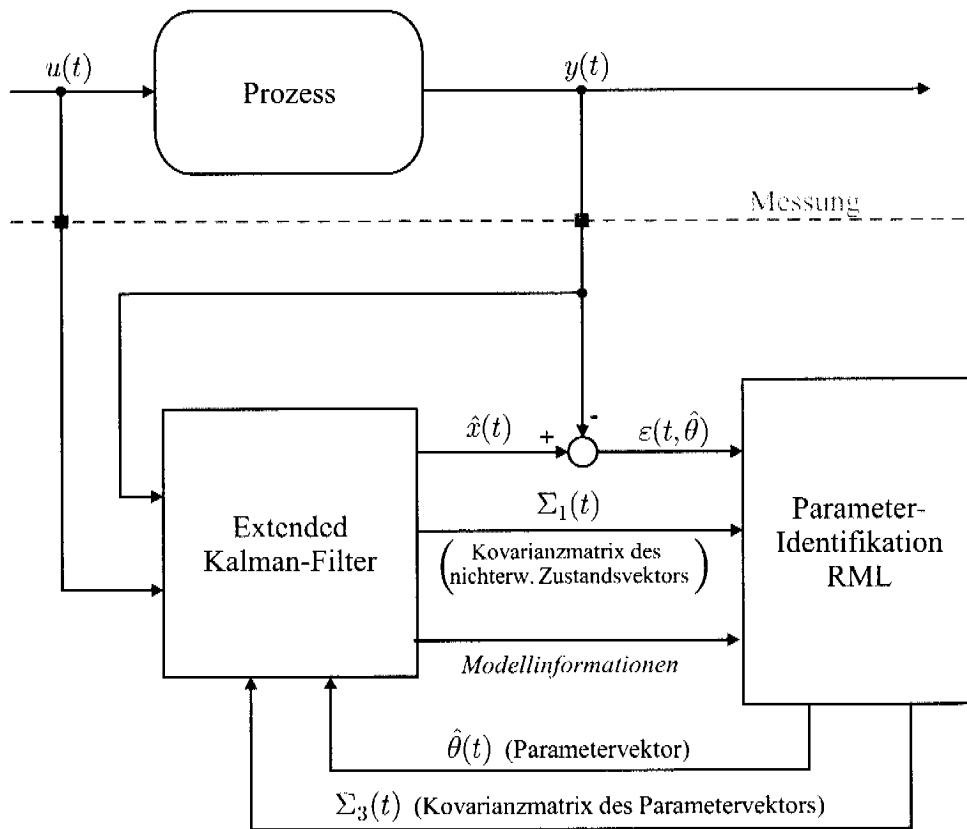 u(t)
Prozess
y(t)
Messung
x̂(t)
+
-
ε(t, θ̂)
Extended
Kalman-Filter
Σ₁(t)
(Kovarianzmatrix des
nichterw. Zustandsvektors)
Modellinformationen
Parameter-
Identifikation
RML
θ̂(t) (Parametervektor)
Σ₃(t) (Kovarianzmatrix des Parametervektors)